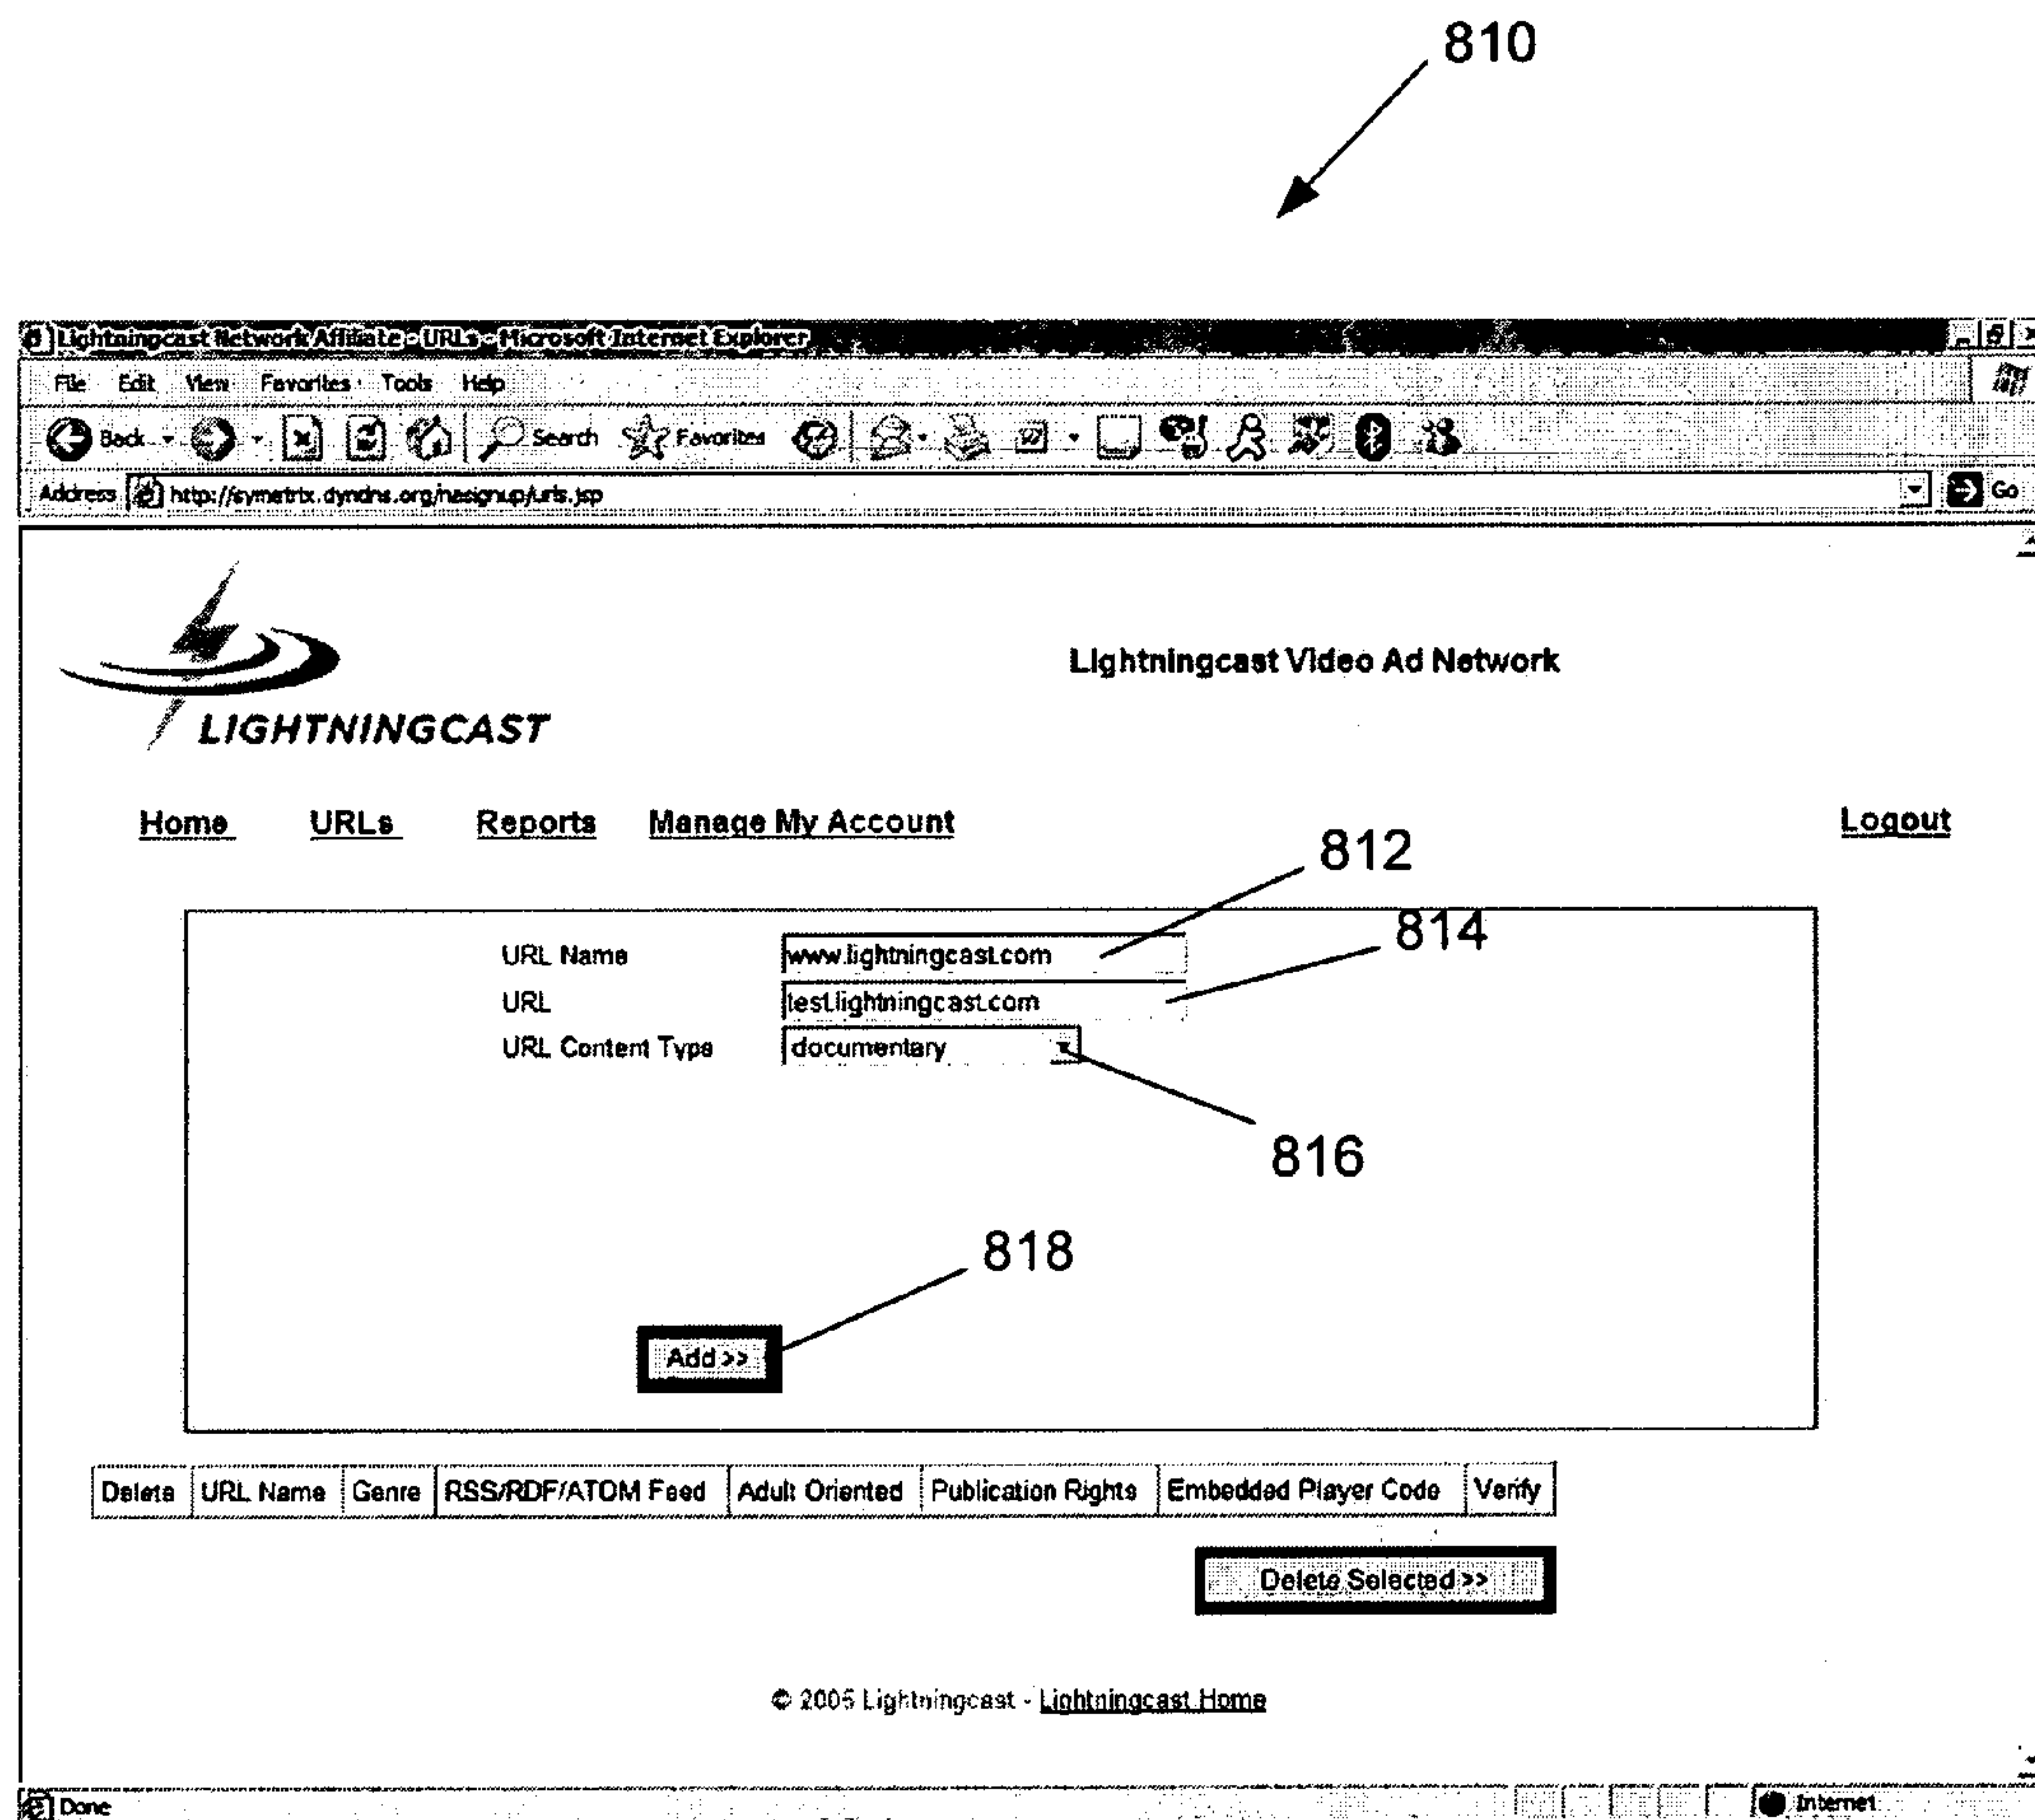 810
Lightningcast Network Affiliate - URLs - Microsoft Internet Explorer
File Edit View Favorites Tools Help
Back Search Favorites
Address http://symetrix.dyndns.org/nasignup/urls.jsp Go
Lightningcast Video Ad Network
LIGHTNINGCAST
Home URLs Reports Manage My Account Logout
812
814
URL Name www.lightningcast.com
URL test.lightningcast.com
URL Content Type documentary
816
818
Add >>
Delete URL Name Genre RSS/RDF/ATOM Feed Adult Oriented Publication Rights Embedded Player Code Verify
Delete Selected >>
© 2005 Lightningcast - Lightningcast Home
Done Internet